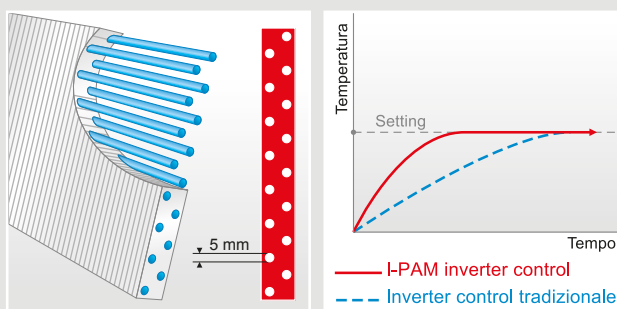 5 mm
Temperatura
Setting
Tempo
I-PAM inverter control
Inverter control tradizionale